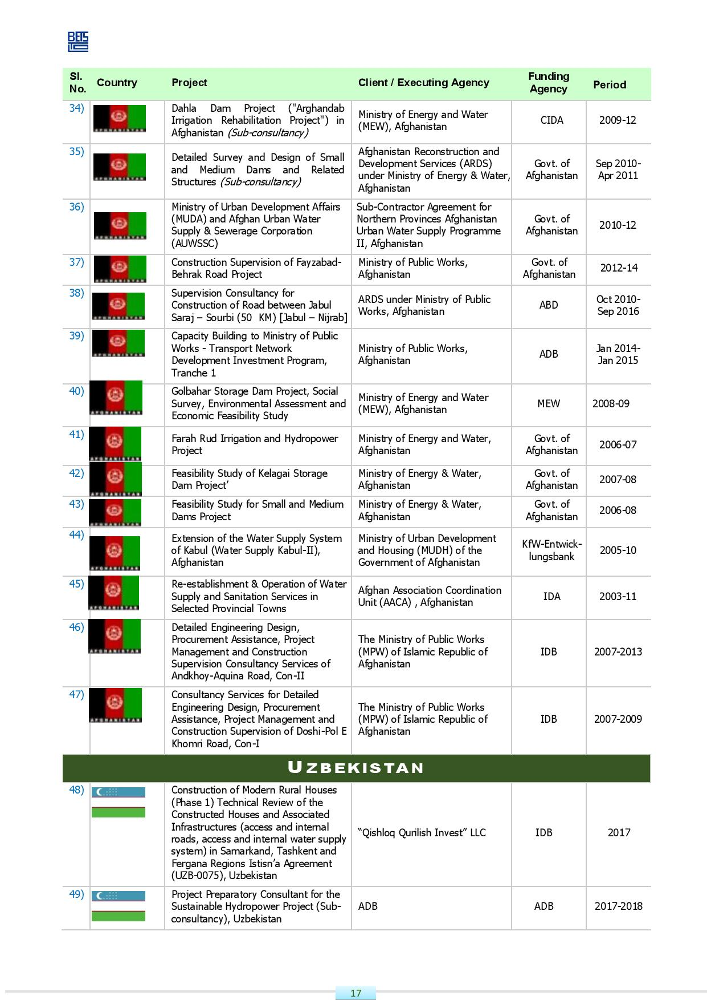 BETS
LTD
Sl. No.
Country
Project
Client / Executing Agency
Funding Agency
Period
34)
AFGHANISTAN
Dahla Dam Project ("Arghandab
Irrigation Rehabilitation Project") in
Afghanistan (Sub-consultancy)
Ministry of Energy and Water
(MEW), Afghanistan
CIDA
2009-12
35)
AFGHANISTAN
Detailed Survey and Design of Small
and Medium Dams and Related
Structures (Sub-consultancy)
Afghanistan Reconstruction and
Development Services (ARDS)
under Ministry of Energy & Water,
Afghanistan
Govt. of
Afghanistan
Sep 2010-
Apr 2011
36)
AFGHANISTAN
Ministry of Urban Development Affairs
(MUDA) and Afghan Urban Water
Supply & Sewerage Corporation
(AUWSSC)
Sub-Contractor Agreement for
Northern Provinces Afghanistan
Urban Water Supply Programme
II, Afghanistan
Govt. of
Afghanistan
2010-12
37)
AFGHANISTAN
Construction Supervision of Fayzabad-
Behrak Road Project
Ministry of Public Works,
Afghanistan
Govt. of
Afghanistan
2012-14
38)
AFGHANISTAN
Supervision Consultancy for
Construction of Road between Jabul
Saraj – Sourbi (50 KM) [Jabul – Nijrab]
ARDS under Ministry of Public
Works, Afghanistan
ABD
Oct 2010-
Sep 2016
39)
AFGHANISTAN
Capacity Building to Ministry of Public
Works - Transport Network
Development Investment Program,
Tranche 1
Ministry of Public Works,
Afghanistan
ADB
Jan 2014-
Jan 2015
40)
AFGHANISTAN
Golbahar Storage Dam Project, Social
Survey, Environmental Assessment and
Economic Feasibility Study
Ministry of Energy and Water
(MEW), Afghanistan
MEW
2008-09
41)
AFGHANISTAN
Farah Rud Irrigation and Hydropower
Project
Ministry of Energy and Water,
Afghanistan
Govt. of
Afghanistan
2006-07
42)
AFGHANISTAN
Feasibility Study of Kelagai Storage
Dam Project’
Ministry of Energy & Water,
Afghanistan
Govt. of
Afghanistan
2007-08
43)
AFGHANISTAN
Feasibility Study for Small and Medium
Dams Project
Ministry of Energy & Water,
Afghanistan
Govt. of
Afghanistan
2006-08
44)
AFGHANISTAN
Extension of the Water Supply System
of Kabul (Water Supply Kabul-II),
Afghanistan
Ministry of Urban Development
and Housing (MUDH) of the
Government of Afghanistan
KfW-Entwick-
lungsbank
2005-10
45)
AFGHANISTAN
Re-establishment & Operation of Water
Supply and Sanitation Services in
Selected Provincial Towns
Afghan Association Coordination
Unit (AACA) , Afghanistan
IDA
2003-11
46)
AFGHANISTAN
Detailed Engineering Design,
Procurement Assistance, Project
Management and Construction
Supervision Consultancy Services of
Andkhoy-Aquina Road, Con-II
The Ministry of Public Works
(MPW) of Islamic Republic of
Afghanistan
IDB
2007-2013
47)
AFGHANISTAN
Consultancy Services for Detailed
Engineering Design, Procurement
Assistance, Project Management and
Construction Supervision of Doshi-Pol E
Khomri Road, Con-I
The Ministry of Public Works
(MPW) of Islamic Republic of
Afghanistan
IDB
2007-2009
UZBEKISTAN
48)
Construction of Modern Rural Houses
(Phase 1) Technical Review of the
Constructed Houses and Associated
Infrastructures (access and internal
roads, access and internal water supply
system) in Samarkand, Tashkent and
Fergana Regions Istisn’a Agreement
(UZB-0075), Uzbekistan
“Qishloq Qurilish Invest” LLC
IDB
2017
49)
Project Preparatory Consultant for the
Sustainable Hydropower Project (Sub-
consultancy), Uzbekistan
ADB
ADB
2017-2018
17